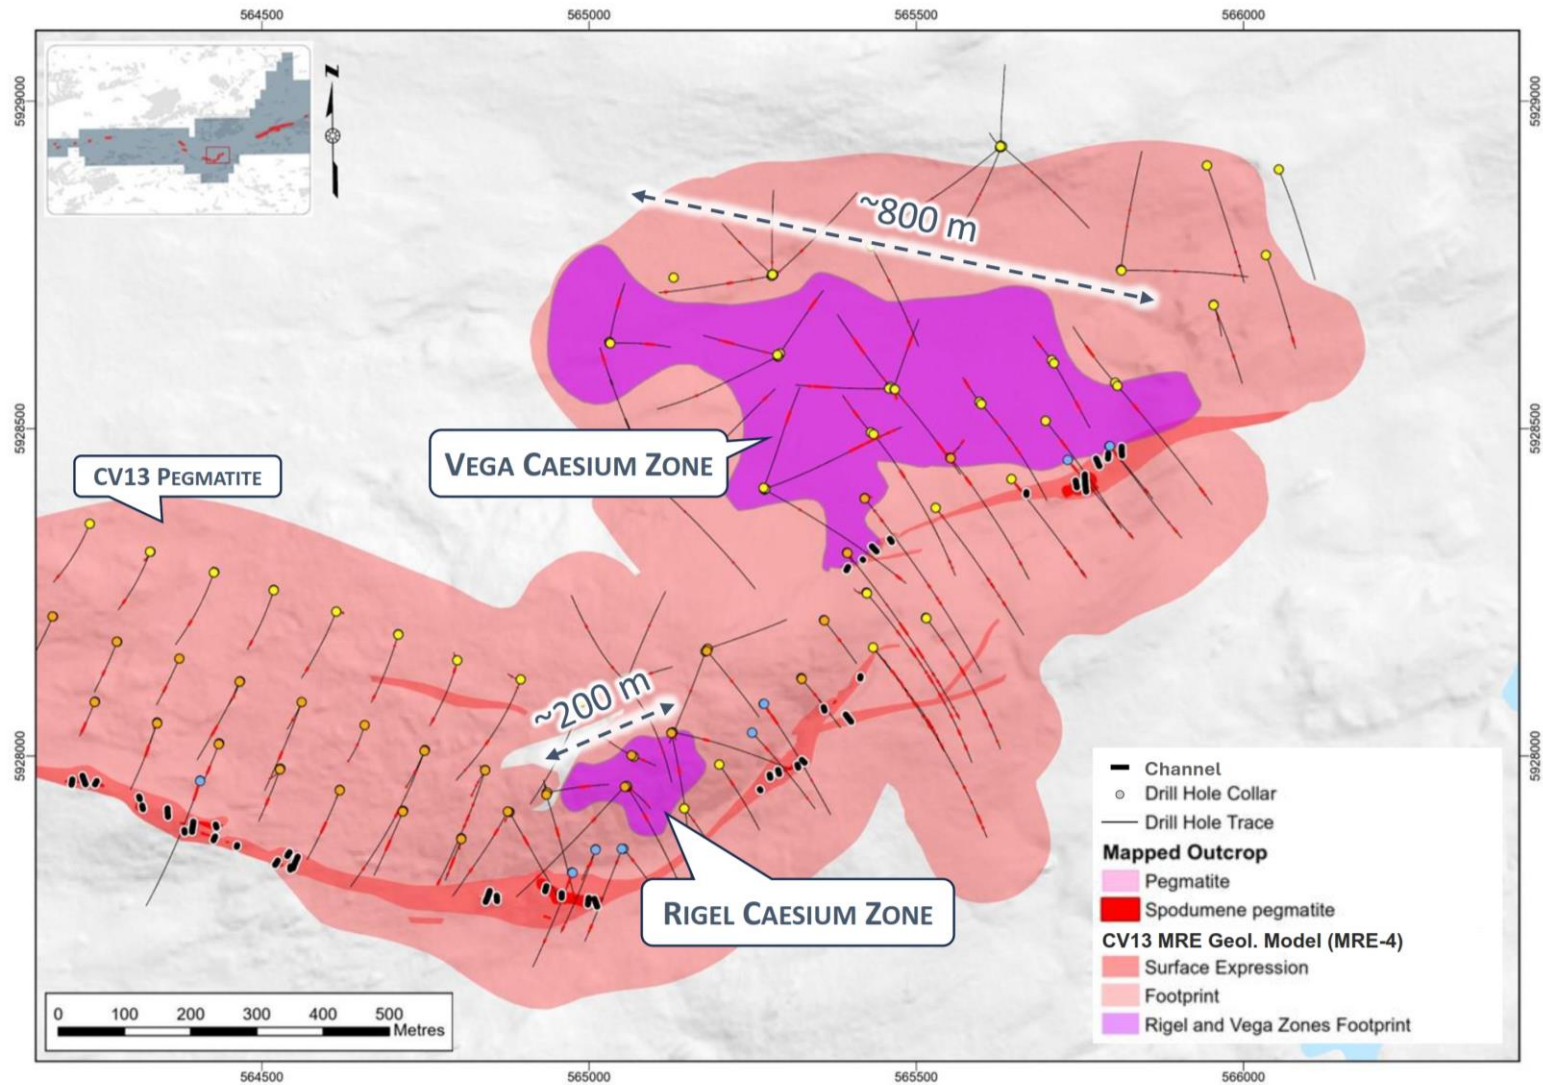 564500 565000 565500 566000
5929000 5929000
N
~800 m
5928500 5928500
VEGA CAESIUM ZONE
CV13 PEGMATITE
~200 m
5928000 5928000
RIGEL CAESIUM ZONE
Channel
Drill Hole Collar
Drill Hole Trace
Mapped Outcrop
Pegmatite
Spodumene pegmatite
CV13 MRE Geol. Model (MRE-4)
Surface Expression
Footprint
Rigel and Vega Zones Footprint
0 100 200 300 400 500
Metres
564500 565000 565500 566000